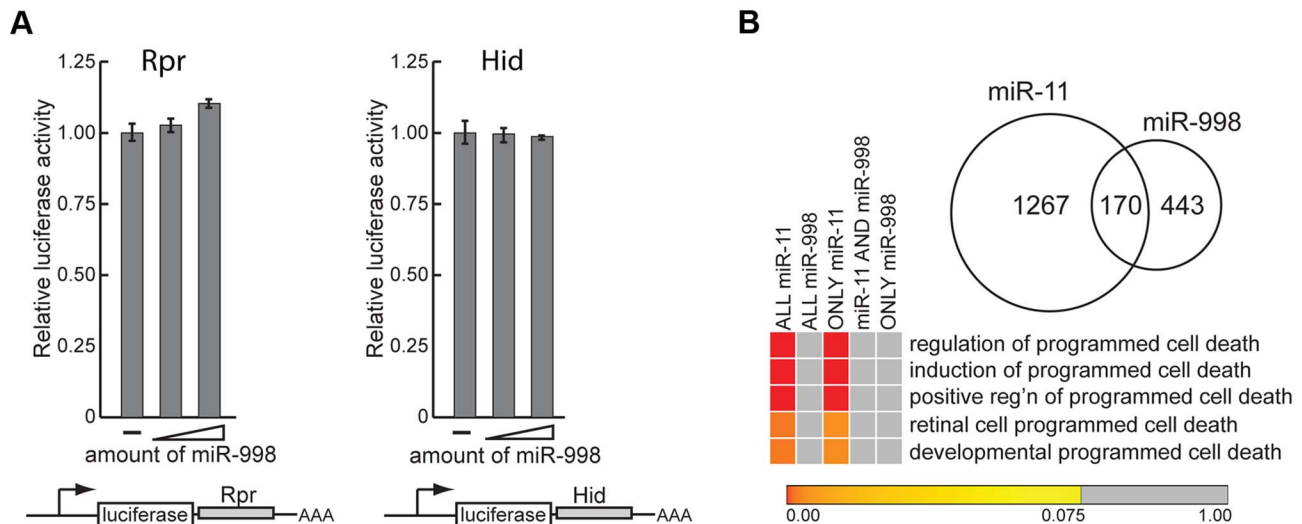 A
Rpr
Relative luciferase activity
1.25
1.00
0.75
0.50
0.25
0
–
amount of miR-998
Rpr
luciferase
AAA
Hid
Relative luciferase activity
1.25
1.00
0.75
0.50
0.25
0
–
amount of miR-998
Hid
luciferase
AAA
B
miR-11
miR-998
1267
170
443
ALL miR-11
ALL miR-998
ONLY miR-11
miR-11 AND miR-998
ONLY miR-998
regulation of programmed cell death
induction of programmed cell death
positive reg'n of programmed cell death
retinal cell programmed cell death
developmental programmed cell death
0.00
0.075
1.00